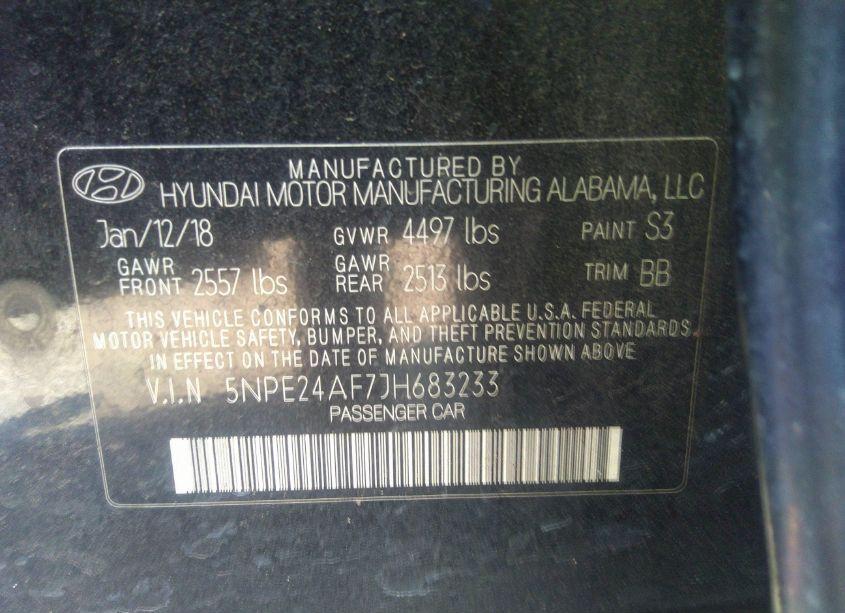 MANUFACTURED BY
HYUNDAI MOTOR MANUFACTURING ALABAMA, LLC
Jan/12/18 GVWR 4497 lbs PAINT S3
GAWR FRONT 2557 lbs GAWR REAR 2513 lbs TRIM BB
THIS VEHICLE CONFORMS TO ALL APPLICABLE U.S.A. FEDERAL
MOTOR VEHICLE SAFETY, BUMPER, AND THEFT PREVENTION STANDARDS
IN EFFECT ON THE DATE OF MANUFACTURE SHOWN ABOVE
V.I.N 5NPE24AF7JH683233
PASSENGER CAR